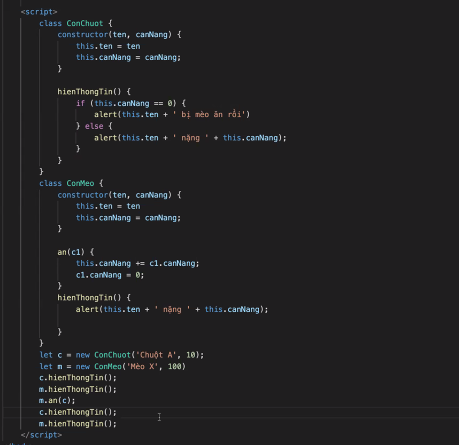 <script>
class ConChuot {
constructor(ten, canNang) {
this.ten = ten
this.canNang = canNang;
}
hienThongTin() {
if (this.canNang == 0) {
alert(this.ten + ' bị mèo ăn rồi')
} else {
alert(this.ten + ' nặng ' + this.canNang);
}
}
}
class ConMeo {
constructor(ten, canNang) {
this.ten = ten
this.canNang = canNang;
}
an(c1) {
this.canNang += c1.canNang;
c1.canNang = 0;
}
hienThongTin() {
alert(this.ten + ' nặng ' + this.canNang);
}
}
let c = new ConChuot('Chuột A', 10);
let m = new ConMeo('Mèo X', 100)
c.hienThongTin();
m.hienThongTin();
m.an(c);
c.hienThongTin();
m.hienThongTin();
</script>